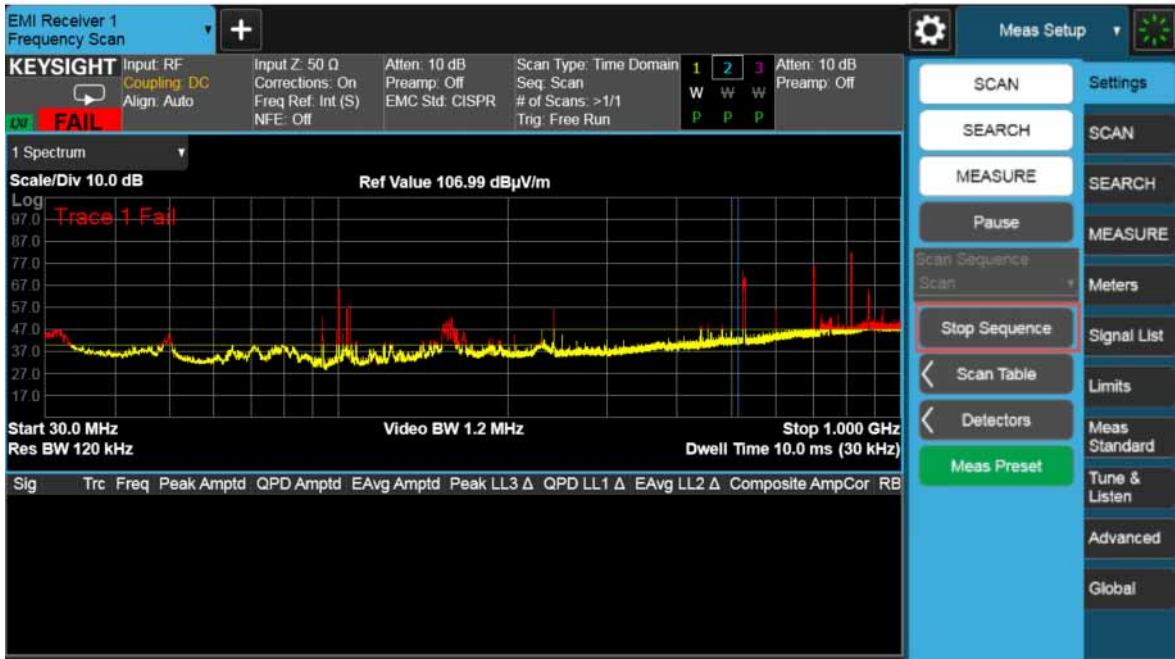 EMI Receiver 1
Frequency Scan
+
Meas Setup
KEYSIGHT
Input: RF
Coupling: DC
Align: Auto
LXI
FAIL
Input Z: 50 Ω
Corrections: On
Freq Ref: Int (S)
NFE: Off
Atten: 10 dB
Preamp: Off
EMC Std: CISPR
Scan Type: Time Domain
Seq: Scan
# of Scans: >1/1
Trig: Free Run
1 2 3
W W W
P P P
Atten: 10 dB
Preamp: Off
1 Spectrum
Scale/Div 10.0 dB
Ref Value 106.99 dBµV/m
Log
Trace 1 Fail
97.0
87.0
77.0
67.0
57.0
47.0
37.0
27.0
17.0
Start 30.0 MHz
Video BW 1.2 MHz
Stop 1.000 GHz
Res BW 120 kHz
Dwell Time 10.0 ms (30 kHz)
Sig Trc Freq Peak Amptd QPD Amptd EAvg Amptd Peak LL3 Δ QPD LL1 Δ EAvg LL2 Δ Composite AmpCor RB
SCAN
SEARCH
MEASURE
Pause
Scan Sequence
Scan
Stop Sequence
Scan Table
Detectors
Meas Preset
Settings
SCAN
SEARCH
MEASURE
Meters
Signal List
Limits
Meas
Standard
Tune &
Listen
Advanced
Global